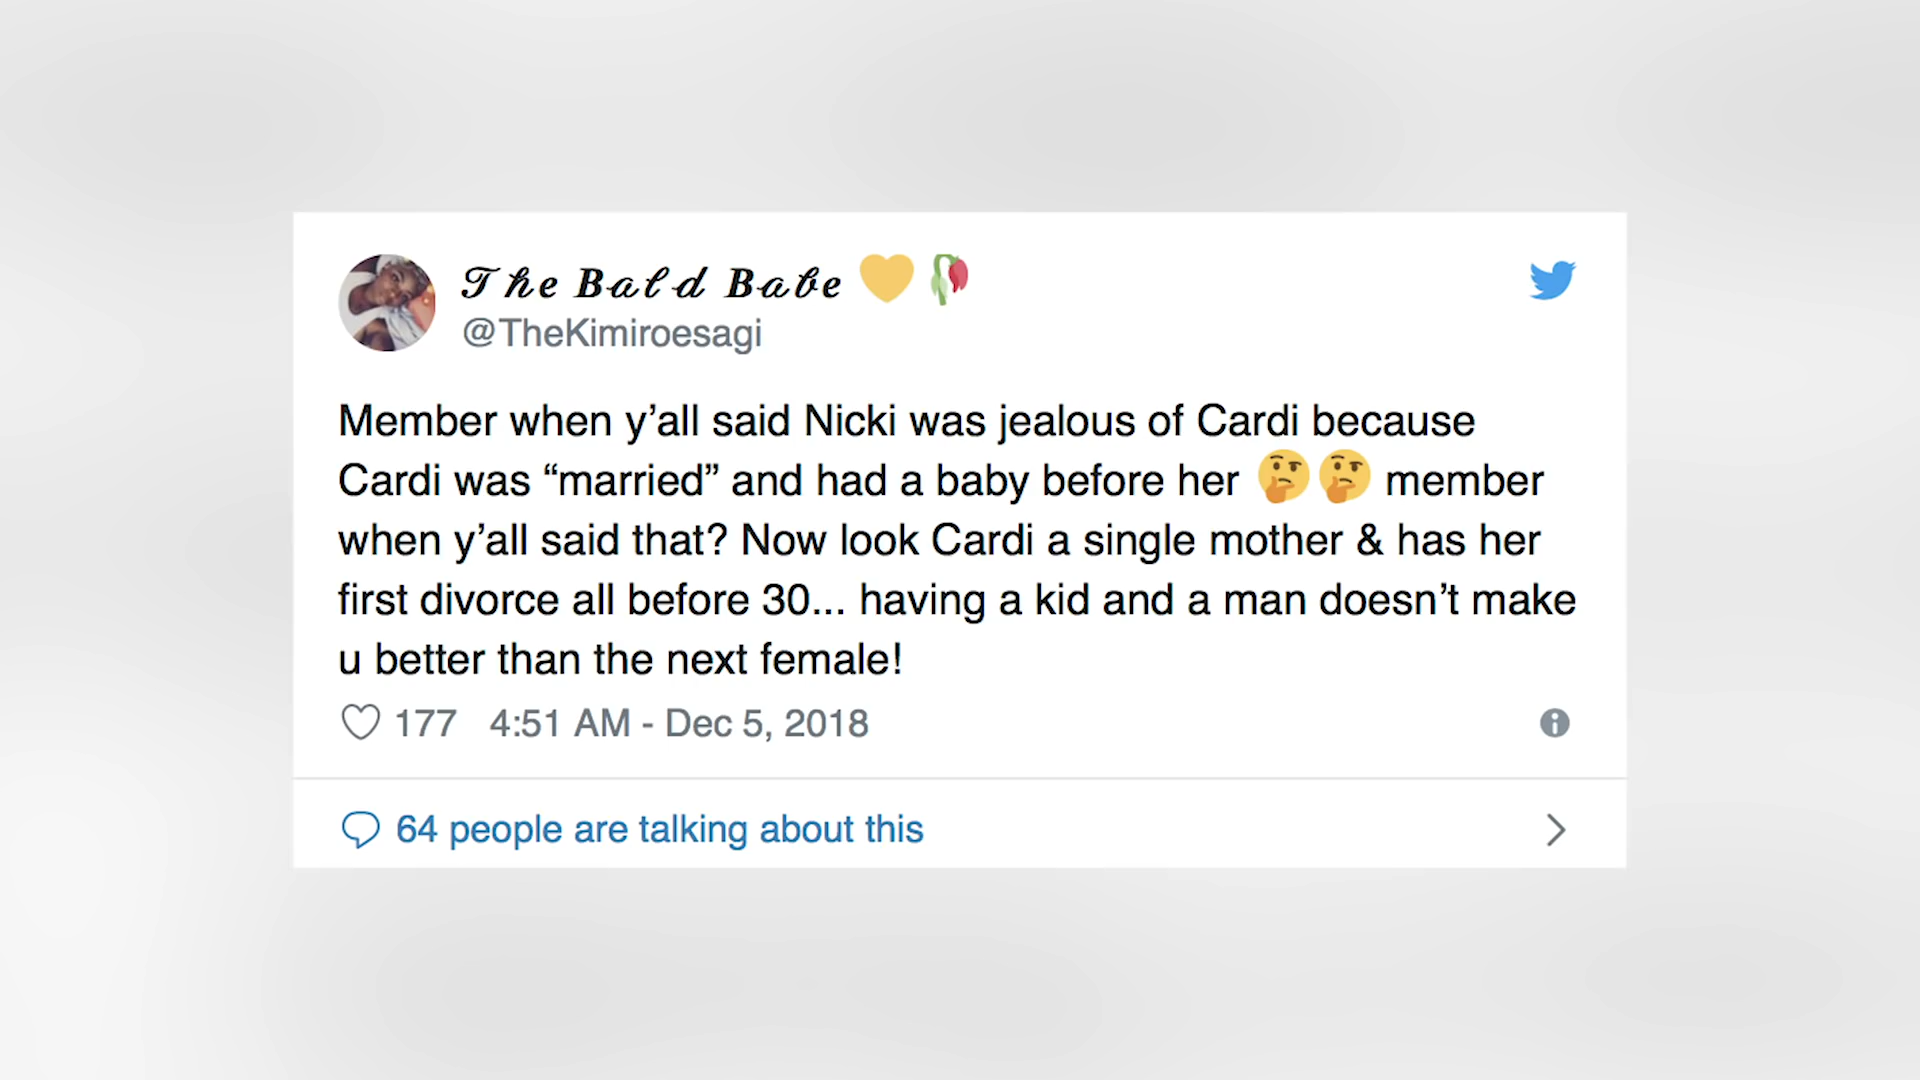 The Bald Babe 💛🥀
@TheKimiroesagi
Member when y’all said Nicki was jealous of Cardi because
Cardi was “married” and had a baby before her 🤔🤔 member
when y’all said that? Now look Cardi a single mother & has her
first divorce all before 30... having a kid and a man doesn’t make
u better than the next female!
177 4:51 AM - Dec 5, 2018
64 people are talking about this